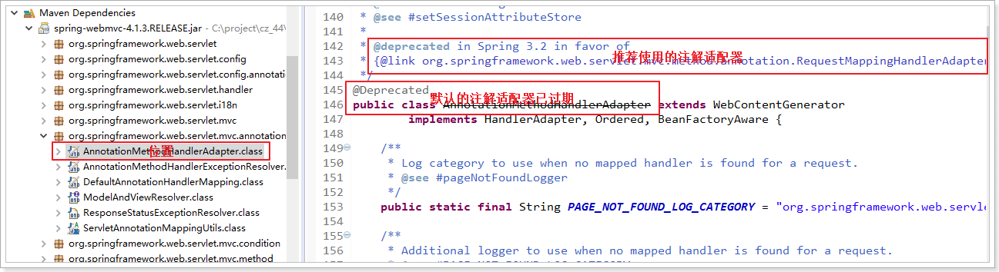 Maven Dependencies
spring-webmvc-4.1.3.RELEASE.jar - C:\project\cz_44\
org.springframework.web.servlet
org.springframework.web.servlet.config
org.springframework.web.servlet.config.annotatio
org.springframework.web.servlet.handler
org.springframework.web.servlet.i18n
org.springframework.web.servlet.mvc
org.springframework.web.servlet.mvc.annotation
AnnotationMethodHandlerAdapter.class
位置
AnnotationMethodHandlerExceptionResolver.
DefaultAnnotationHandlerMapping.class
ModelAndViewResolver.class
ResponseStatusExceptionResolver.class
ServletAnnotationMappingUtils.class
org.springframework.web.servlet.mvc.condition
org.springframework.web.servlet.mvc.method
140 * @see #setSessionAttributeStore
141 *
142 * @deprecated in Spring 3.2 in favor of
143 * {@link org.springframework.web.servlet.mvc.method.annotation.RequestMappingHandlerAdapter
推荐使用的注解适配器
144 */
145 @Deprecated
默认的注解适配器已过期
146 public class AnnotationMethodHandlerAdapter extends WebContentGenerator
147 implements HandlerAdapter, Ordered, BeanFactoryAware {
148
149 /**
150 * Log category to use when no mapped handler is found for a request.
151 * @see #pageNotFoundLogger
152 */
153 public static final String PAGE_NOT_FOUND_LOG_CATEGORY = "org.springframework.web.servle
154
155 /**
156 * Additional logger to use when no mapped handler is found for a request.